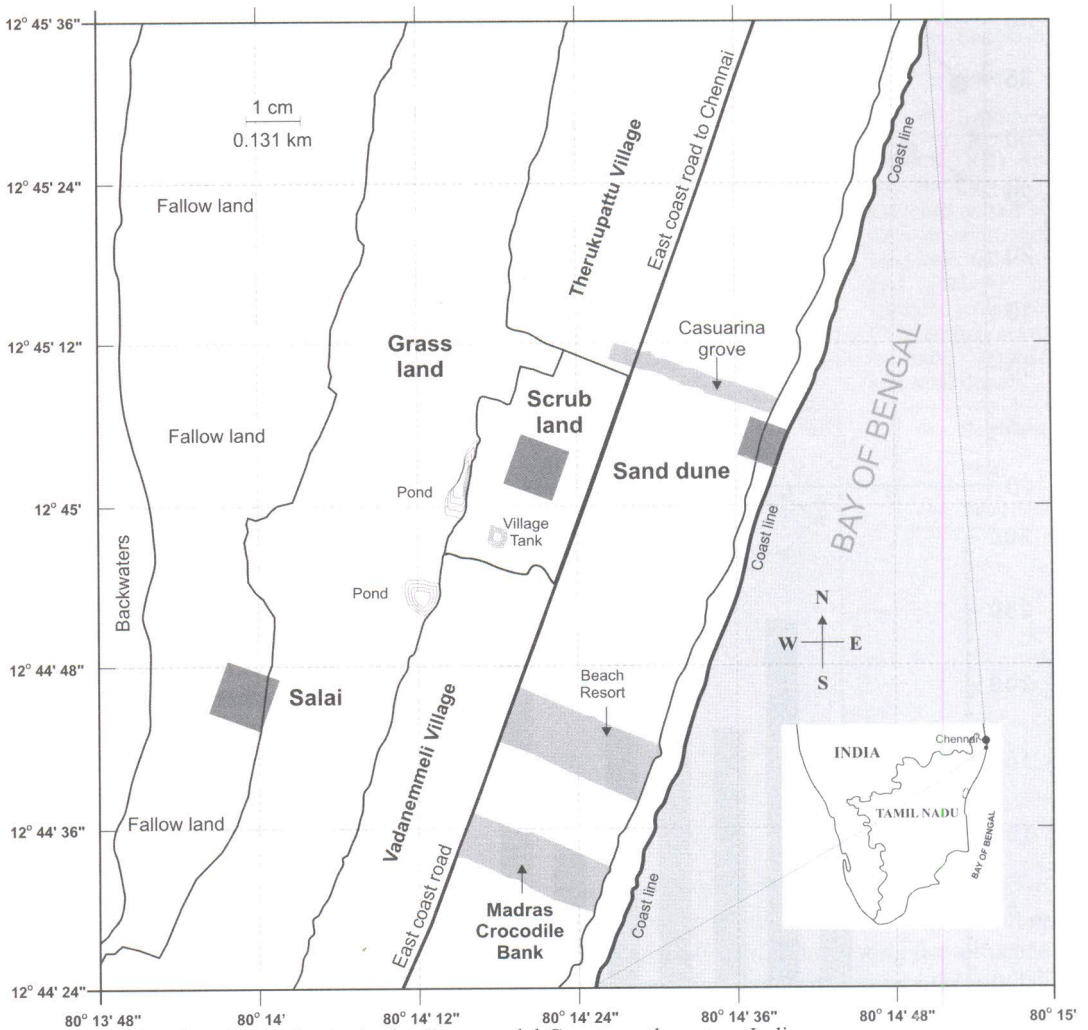 12° 45' 36"
1 cm
0.131 km
East coast road to Chennai
Therukupattu Village
Coast line
12° 45' 24"
Fallow land
12° 45' 12"
Grass
land
Casuarina
grove
BAY OF BENGAL
Scrub
land
Fallow land
Sand dune
Pond
12° 45'
Village
Tank
Coast line
Backwaters
Pond
N
W
E
S
12° 44' 48"
Salai
Beach
Resort
Vadanemmeli Village
Chennai
INDIA
TAMIL NADU
BAY OF BENGAL
12° 44' 36"
Fallow land
East coast road
Madras
Crocodile
Bank
Coast line
12° 44' 24"
80° 13' 48"
80° 14'
80° 14' 12"
80° 14' 24"
80° 14' 36"
80° 14' 48"
80° 15'